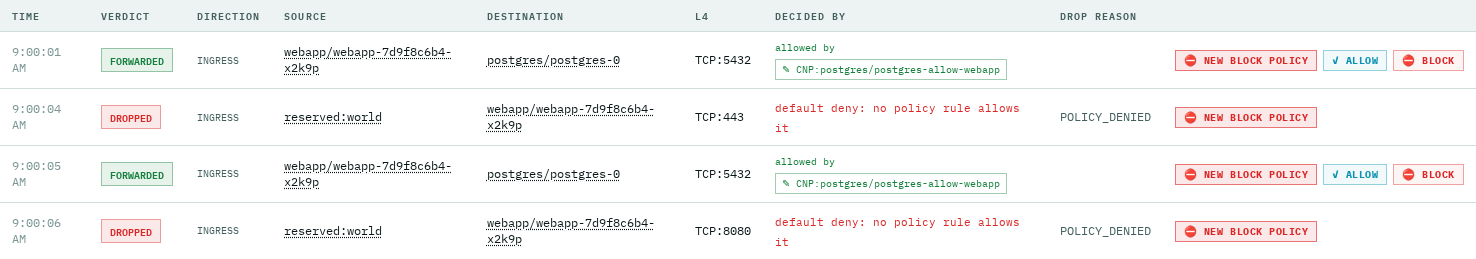 TIME VERDICT DIRECTION SOURCE DESTINATION L4 DECIDED BY DROP REASON
9:00:01 AM FORWARDED INGRESS webapp/webapp-7d9f8c6b4-x2k9p postgres/postgres-0 TCP:5432 allowed by
✎ CNP:postgres/postgres-allow-webapp ⛔ NEW BLOCK POLICY ✓ ALLOW ⛔ BLOCK
9:00:04 AM DROPPED INGRESS reserved:world webapp/webapp-7d9f8c6b4-x2k9p TCP:443 default deny: no policy rule allows it POLICY_DENIED ⛔ NEW BLOCK POLICY
9:00:05 AM FORWARDED INGRESS webapp/webapp-7d9f8c6b4-x2k9p postgres/postgres-0 TCP:5432 allowed by
✎ CNP:postgres/postgres-allow-webapp ⛔ NEW BLOCK POLICY ✓ ALLOW ⛔ BLOCK
9:00:06 AM DROPPED INGRESS reserved:world webapp/webapp-7d9f8c6b4-x2k9p TCP:8080 default deny: no policy rule allows it POLICY_DENIED ⛔ NEW BLOCK POLICY